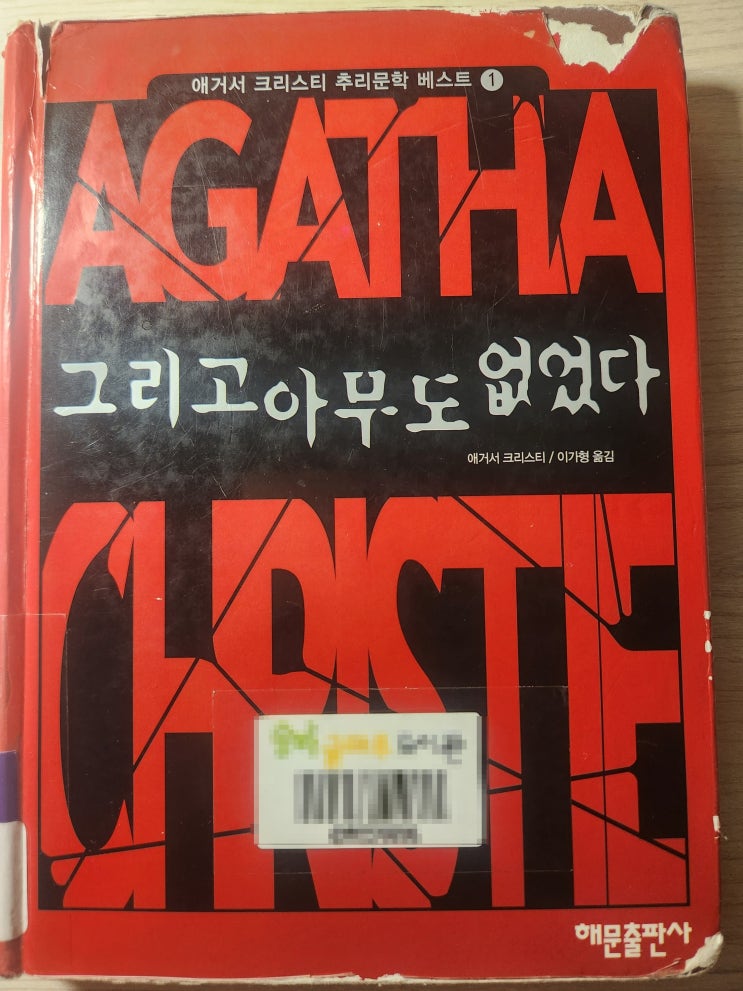 애거서 크리스티 추리문학 베스트 1
AGATHA
그리고 아무도 없었다
애거서 크리스티 / 이가형 옮김
CHRISTIE
해문출판사